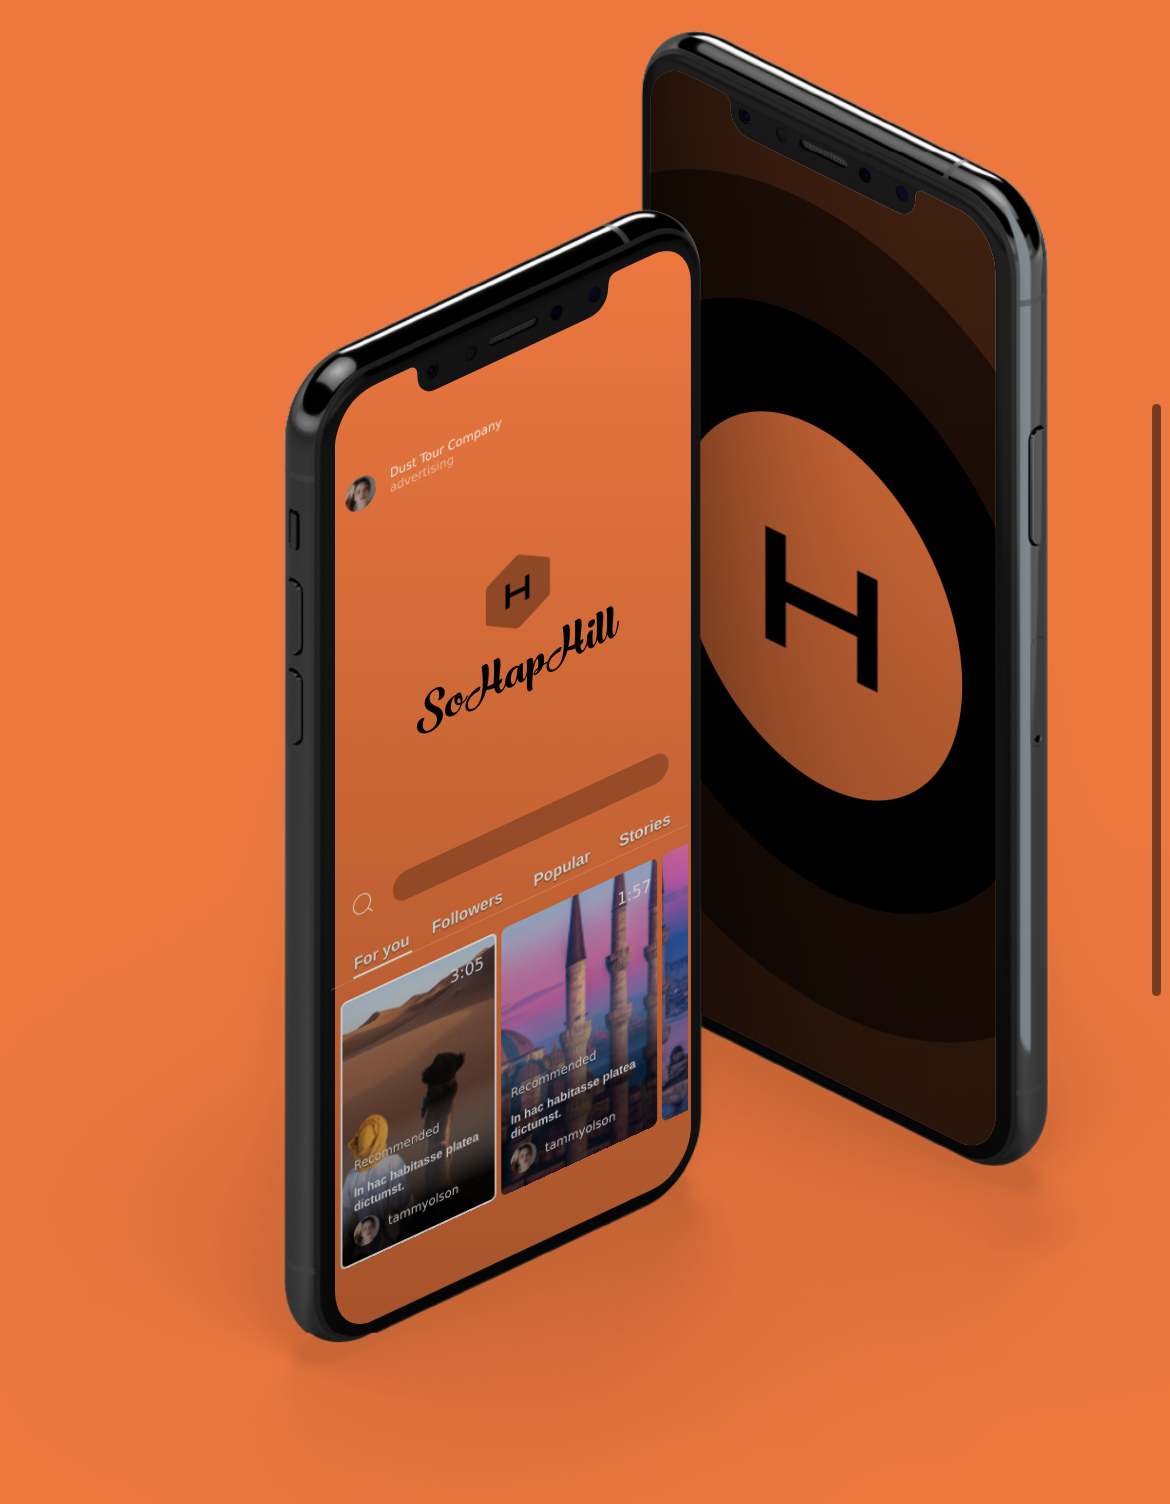 Dust Tour Company
advertising
H
SoHapHill
H
For you
Followers
Popular
Stories
3:05
Recommended
In hac habitasse platea
dictumst.
tammyolson
1:57
Recommended
In hac habitasse platea
dictumst.
tammyolson